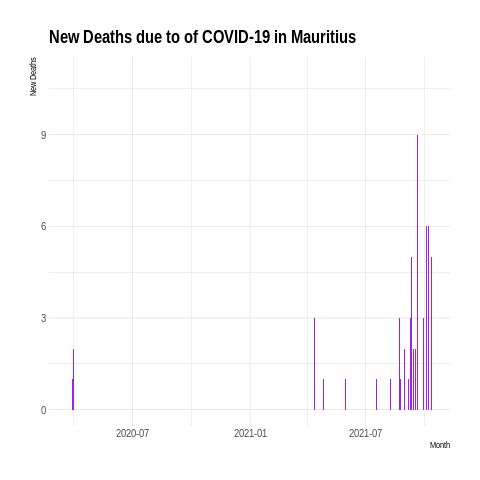 New Deaths due to of COVID-19 in Mauritius
New Deaths
9
6
3
0
2020-07 2021-01 2021-07
Month